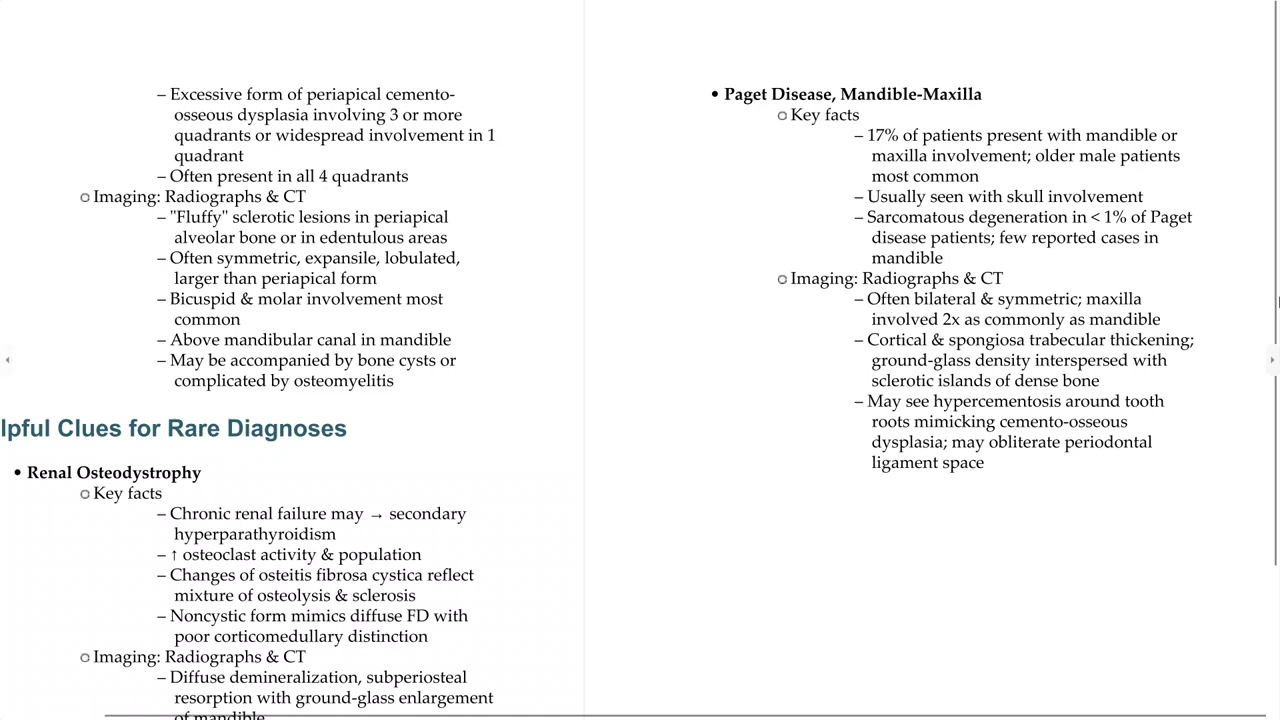 – Excessive form of periapical cemento-
osseous dysplasia involving 3 or more
quadrants or widespread involvement in 1
quadrant
– Often present in all 4 quadrants
Imaging: Radiographs & CT
– "Fluffy" sclerotic lesions in periapical
alveolar bone or in edentulous areas
– Often symmetric, expansile, lobulated,
larger than periapical form
– Bicuspid & molar involvement most
common
– Above mandibular canal in mandible
– May be accompanied by bone cysts or
complicated by osteomyelitis
lpful Clues for Rare Diagnoses
• Renal Osteodystrophy
Key facts
– Chronic renal failure may → secondary
hyperparathyroidism
– ↑ osteoclast activity & population
– Changes of osteitis fibrosa cystica reflect
mixture of osteolysis & sclerosis
– Noncystic form mimics diffuse FD with
poor corticomedullary distinction
Imaging: Radiographs & CT
– Diffuse demineralization, subperiosteal
resorption with ground-glass enlargement
of mandible
• Paget Disease, Mandible-Maxilla
Key facts
– 17% of patients present with mandible or
maxilla involvement; older male patients
most common
– Usually seen with skull involvement
– Sarcomatous degeneration in < 1% of Paget
disease patients; few reported cases in
mandible
Imaging: Radiographs & CT
– Often bilateral & symmetric; maxilla
involved 2x as commonly as mandible
– Cortical & spongiosa trabecular thickening;
ground-glass density interspersed with
sclerotic islands of dense bone
– May see hypercementosis around tooth
roots mimicking cemento-osseous
dysplasia; may obliterate periodontal
ligament space